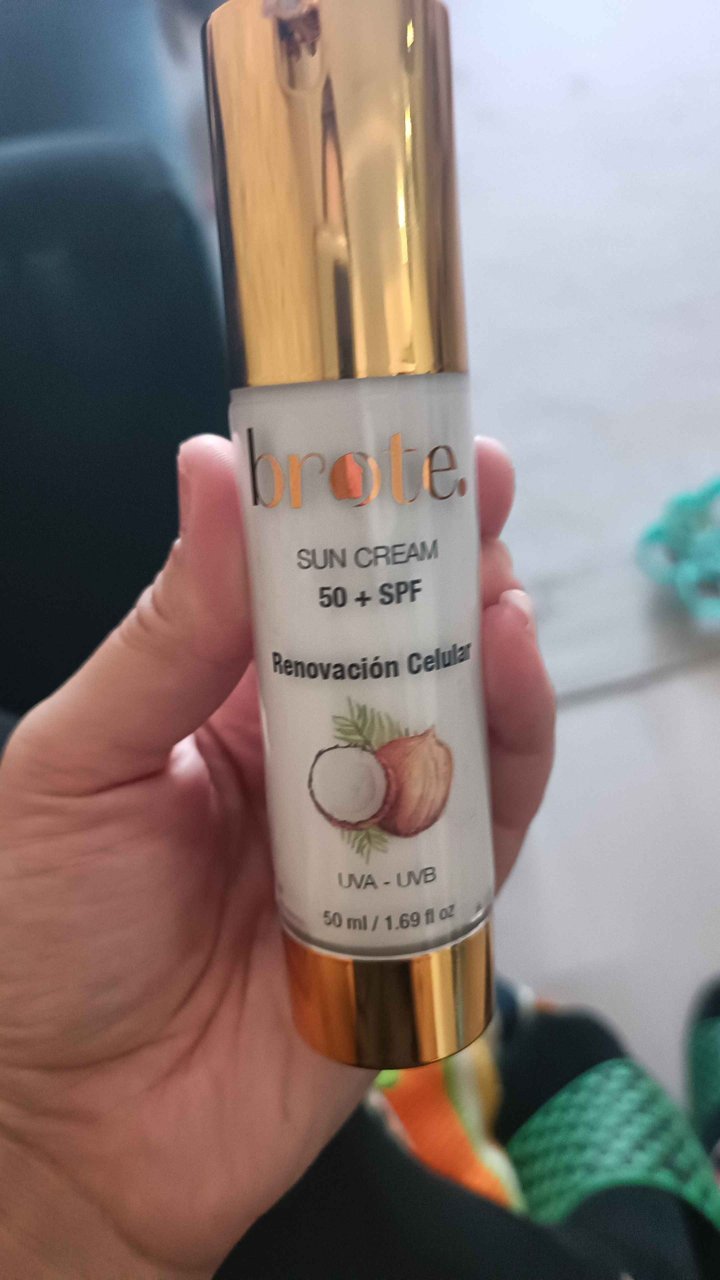 brote.
SUN CREAM
50 + SPF
Renovación Celular
UVA - UVB
50 ml / 1.69 fl oz